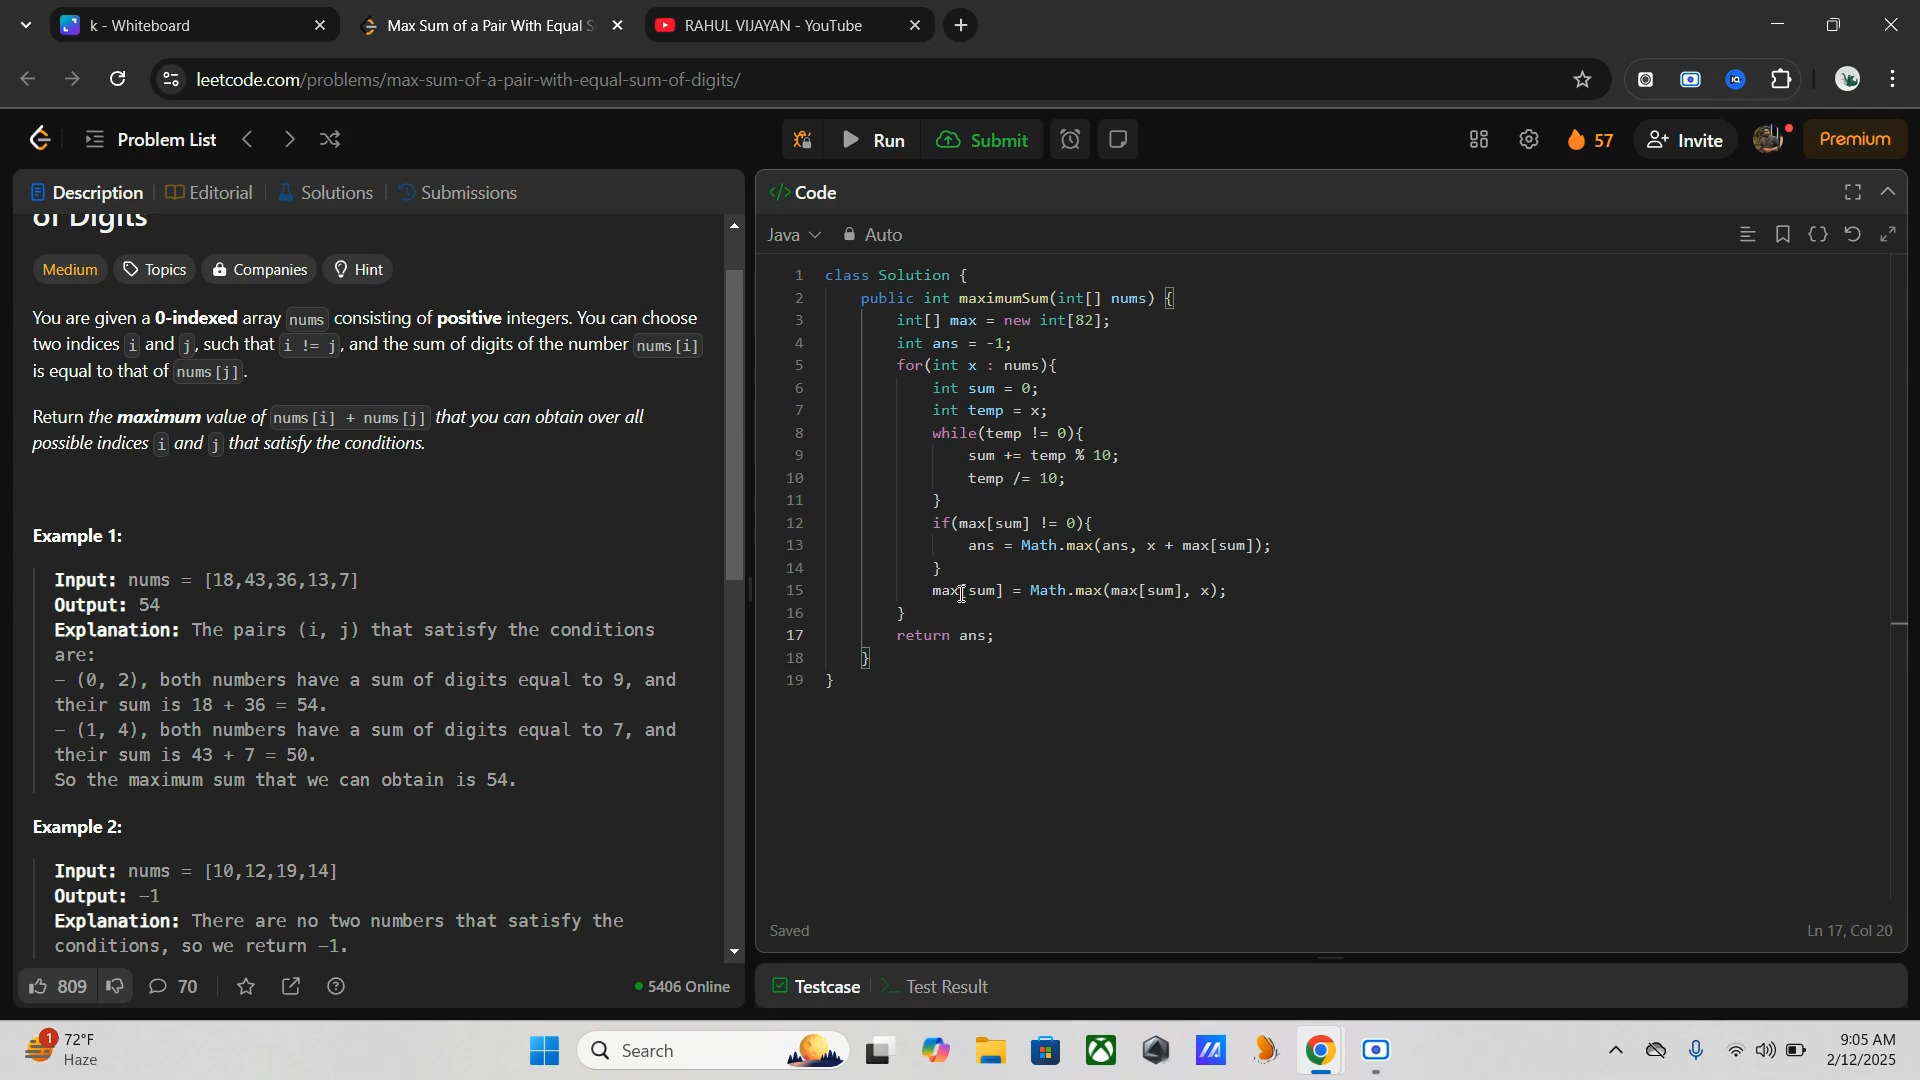 k - Whiteboard
Max Sum of a Pair With Equal S
RAHUL VIJAYAN - YouTube
leetcode.com/problems/max-sum-of-a-pair-with-equal-sum-of-digits/
Problem List
Run
Submit
57
Invite
Premium
Description
Editorial
Solutions
Submissions
of Digits
Medium
Topics
Companies
Hint
You are given a 0-indexed array nums consisting of positive integers. You can choose
two indices i and j, such that i != j, and the sum of digits of the number nums[i]
is equal to that of nums[j].
Return the maximum value of nums[i] + nums[j] that you can obtain over all
possible indices i and j that satisfy the conditions.
Example 1:
Input: nums = [18,43,36,13,7]
Output: 54
Explanation: The pairs (i, j) that satisfy the conditions
are:
- (0, 2), both numbers have a sum of digits equal to 9, and
their sum is 18 + 36 = 54.
- (1, 4), both numbers have a sum of digits equal to 7, and
their sum is 43 + 7 = 50.
So the maximum sum that we can obtain is 54.
Example 2:
Input: nums = [10,12,19,14]
Output: -1
Explanation: There are no two numbers that satisfy the
conditions, so we return -1.
809
70
5406 Online
</> Code
Java
Auto
1 class Solution {
2 public int maximumSum(int[] nums) {
3 int[] max = new int[82];
4 int ans = -1;
5 for(int x : nums){
6 int sum = 0;
7 int temp = x;
8 while(temp != 0){
9 sum += temp % 10;
10 temp /= 10;
11 }
12 if(max[sum] != 0){
13 ans = Math.max(ans, x + max[sum]);
14 }
15 max[sum] = Math.max(max[sum], x);
16 }
17 return ans;
18 }
19 }
Saved
Ln 17, Col 20
Testcase
>_ Test Result
1
72°F
Haze
Search
9:05 AM
2/12/2025